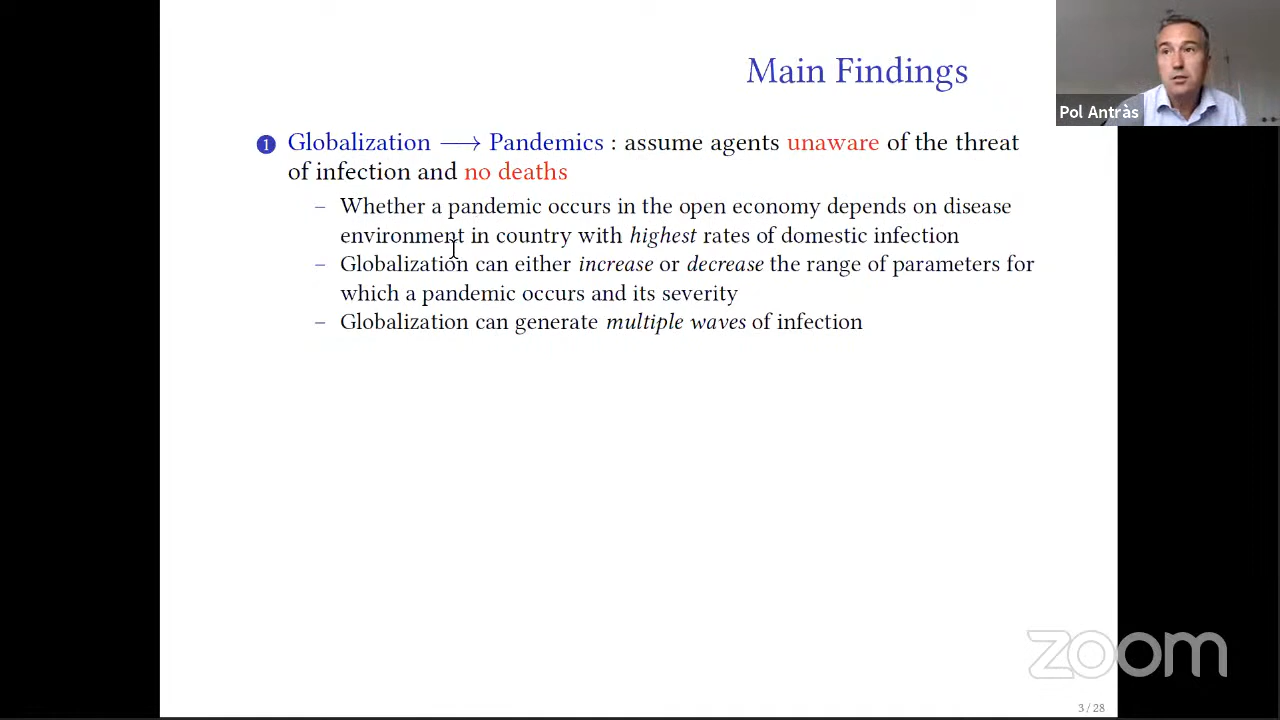 Main Findings
Pol Antràs
1 Globalization ⟶ Pandemics : assume agents unaware of the threat
of infection and no deaths
– Whether a pandemic occurs in the open economy depends on disease
environment in country with highest rates of domestic infection
– Globalization can either increase or decrease the range of parameters for
which a pandemic occurs and its severity
– Globalization can generate multiple waves of infection
zoom
3 / 28